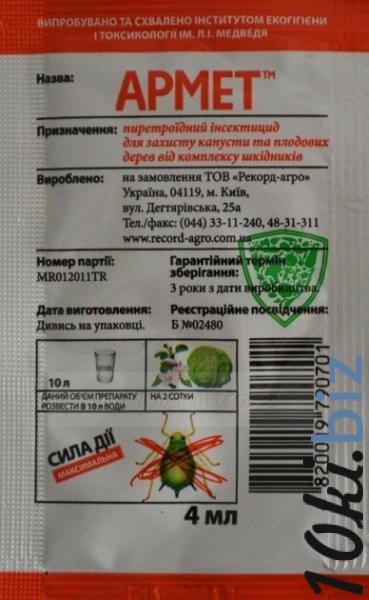 ВИПРОБУВАНО ТА СХВАЛЕНО ІНСТИТУТОМ ЕКОГІГІЄНИ
І ТОКСИКОЛОГІЇ ІМ. Л.І. МЕДВЕДЯ
Назва: АРМЕТ™
Призначення: піретроїдний інсектицид
для захисту капусти та плодових
дерев від комплексу шкідників
Вироблено: на замовлення ТОВ «Рекорд-агро»
Україна, 04119, м. Київ,
вул. Дегтярівська, 25а
Тел./факс: (044) 33-11-240, 48-31-311
www.record-agro.com.ua
Номер партії:
MR012011TR
Гарантійний термін
зберігання:
3 роки з дати виробництва.
Дата виготовлення:
Дивись на упаковці.
Реєстраційне посвідчення:
Б №02480
10 л
ДАНИЙ ОБ'ЄМ ПРЕПАРАТУ
РОЗВЕСТИ В 10 л ВОДИ
НА 2 СОТКИ
СИЛА ДІЇ
МАКСИМАЛЬНА
4 мл
8200019790701
10ki.biz